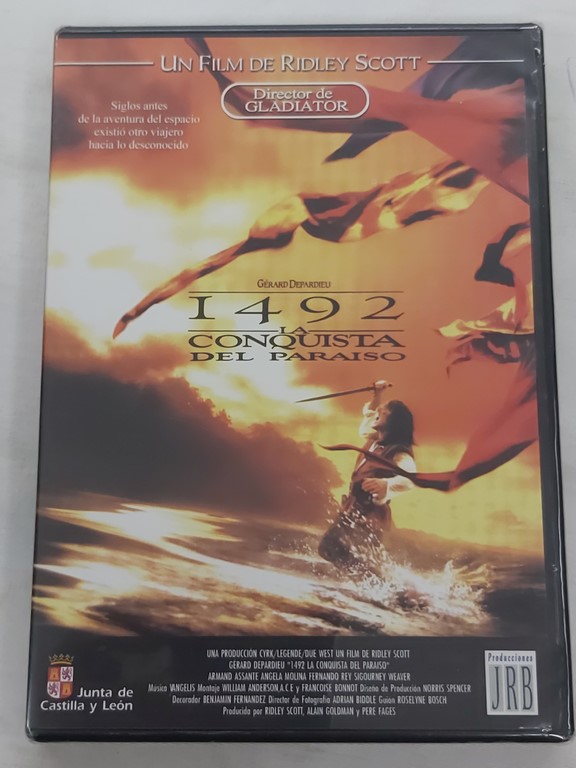 UN FILM DE RIDLEY SCOTT
Director de
GLADIATOR
Siglos antes
de la aventura del espacio
existió otro viajero
hacia lo desconocido
GÉRARD DEPARDIEU
1492
LA
CONQUISTA
DEL PARAISO
UNA PRODUCCIÓN CYRK/LEGENDE/DUE WEST UN FILM DE RIDLEY SCOTT
GÉRARD DEPARDIEU "1492 LA CONQUISTA DEL PARAISO"
ARMAND ASSANTE ANGELA MOLINA FERNANDO REY SIGOURNEY WEAVER
Música VANGELIS Montaje WILLIAM ANDERSON,A.C.E y FRANCOISE BONNOT Diseño de Producción NORRIS SPENCER
Decorador BENJAMIN FERNANDEZ Director de Fotografia ADRIAN BIDDLE Guion ROSELYNE BOSCH
Producida por RIDLEY SCOTT, ALAIN GOLDMAN y PERE FAGES
Junta de
Castilla y León
Producciones
JRB